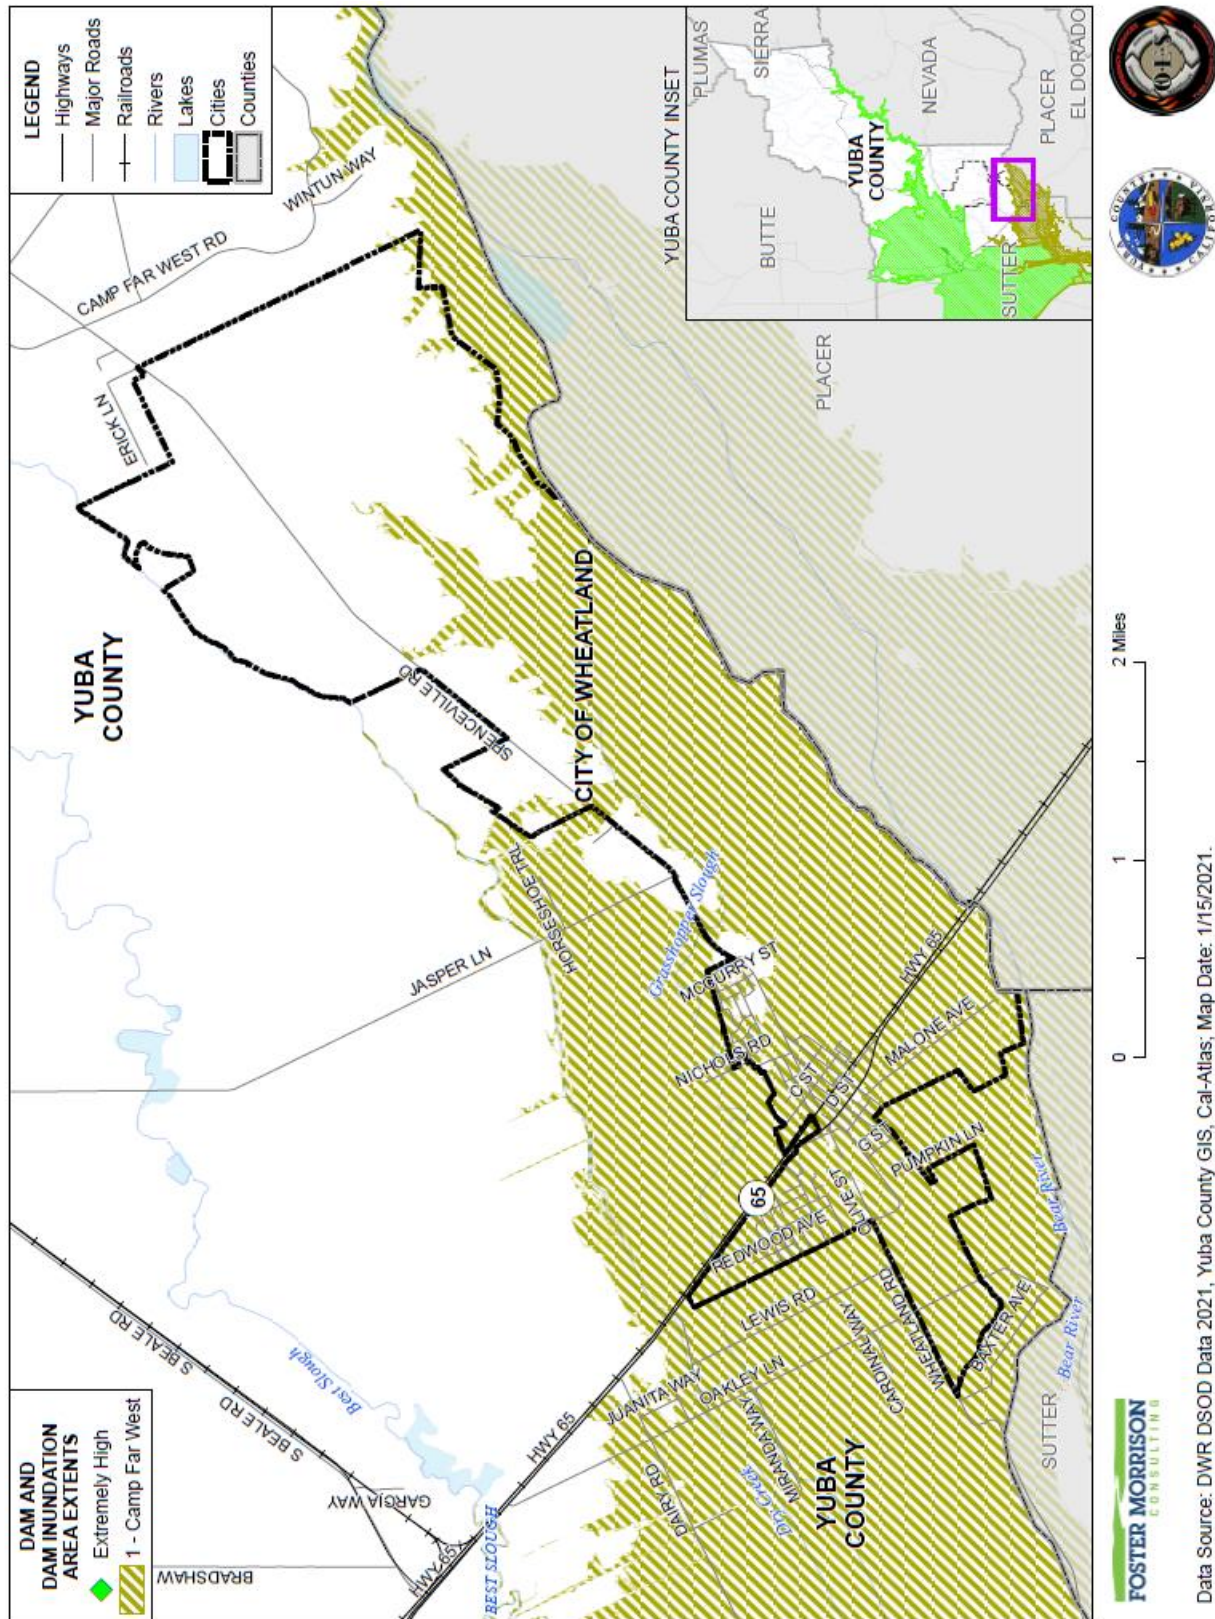 DAM AND
DAM INUNDATION
AREA EXTENTS
Extremely High
1 - Camp Far West
LEGEND
Highways
Major Roads
Railroads
Rivers
Lakes
Cities
Counties
BRADSHAW
GARCIA WAY
S BEALE RD
S BEALE RD
HWY 65
BEST SLOUGH
Best Slough
HWY 65
YUBA
COUNTY
ERICK LN
CAMP FAR WEST RD
WINTUN WAY
JASPER LN
SPENCEVILLE RD
HORSESHOE TRL
CITY OF WHEATLAND
Grasshopper Slough
MCCURRY ST
NICHOLS RD
C ST
D ST
G ST
HWY 65
MALONE AVE
PUMPKIN LN
65
OLIVE ST
REDWOOD AVE
LEWIS RD
JUANITA WAY
OAKLEY LN
DAIRY RD
MIRANDA WAY
Dry Creek
CARDINAL WAY
WHEATLAND RD
BAXTER AVE
YUBA
COUNTY
Bear River
Bear River
SUTTER
PLACER
YUBA COUNTY INSET
PLUMAS
SIERRA
BUTTE
YUBA
COUNTY
NEVADA
SUTTER
PLACER
EL DORADO
FOSTER MORRISON
CONSULTING
0
1
2 Miles
YUBA COUNTY
CALIFORNIA
Data Source: DWR DSOD Data 2021, Yuba County GIS, Cal-Atlas; Map Date: 1/15/2021.